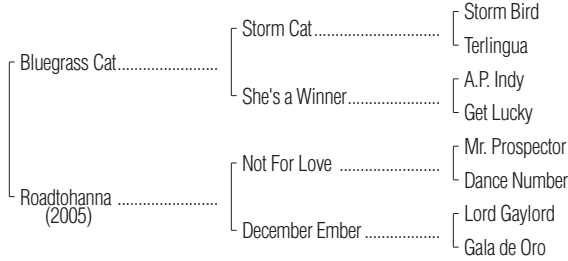 Storm Bird
Storm Cat........................
Terlingua
Bluegrass Cat........................
A.P. Indy
She's a Winner......................
Get Lucky
Mr. Prospector
Not For Love ........................
Dance Number
Roadtohanna ........................
(2005)
Lord Gaylord
December Ember..................
Gala de Oro